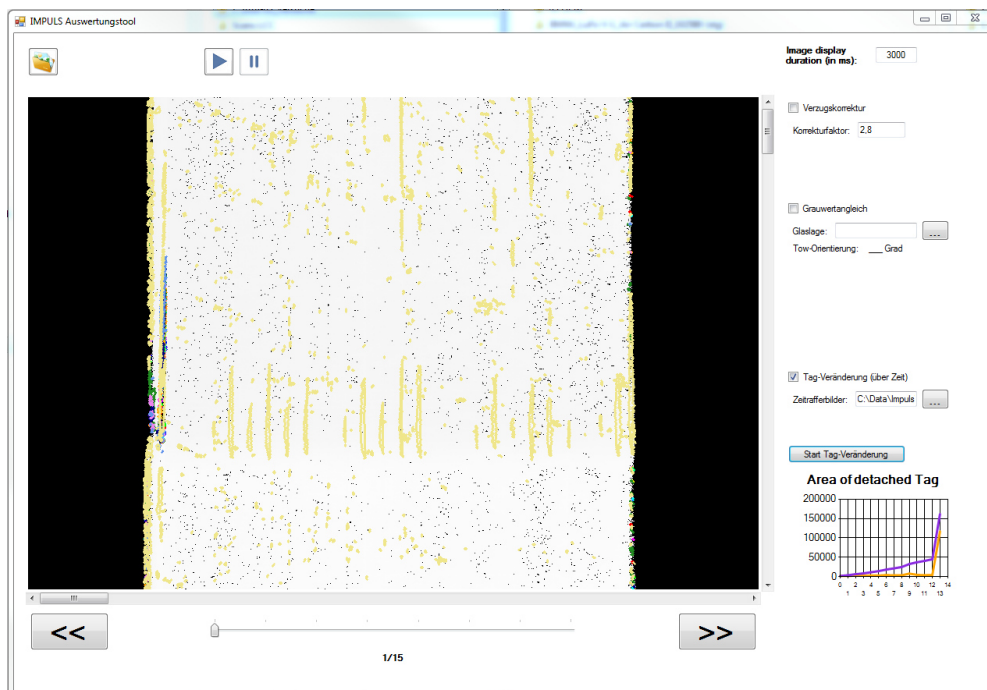 IMPULS Auswertungstool
Image display
duration (in ms):
3000
Verzugskorrektur
Korrekturfaktor:
2,8
Grauwertangleich
Glaslage:
...
Tow-Orientierung: ___ Grad
Tag-Veränderung (über Zeit)
Zeitrafferbilder:
C:\Data\Impuls
...
Start Tag-Veränderung
Area of detached Tag
200000
150000
100000
50000
0
0 2 4 6 8 10 12 14
1 3 5 7 9 11 13
<<
>>
1/15